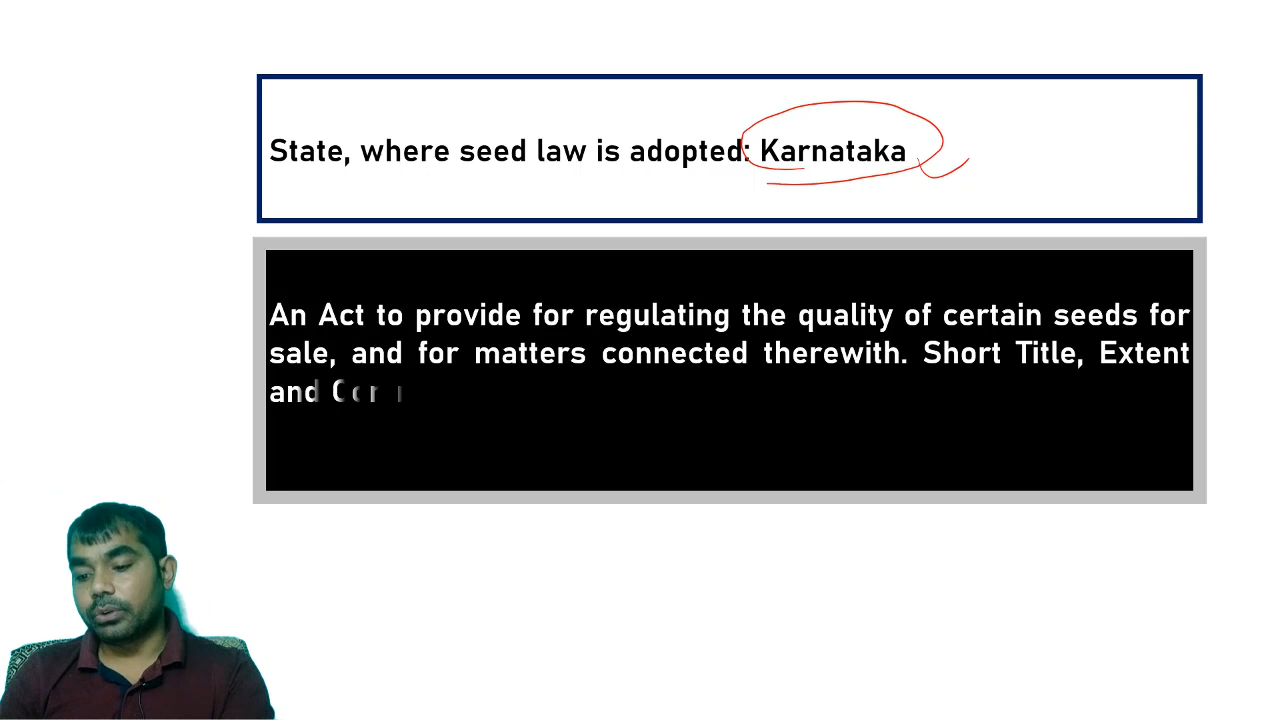 State, where seed law is adopted: Karnataka
An Act to provide for regulating the quality of certain seeds for
sale, and for matters connected therewith. Short Title, Extent
and